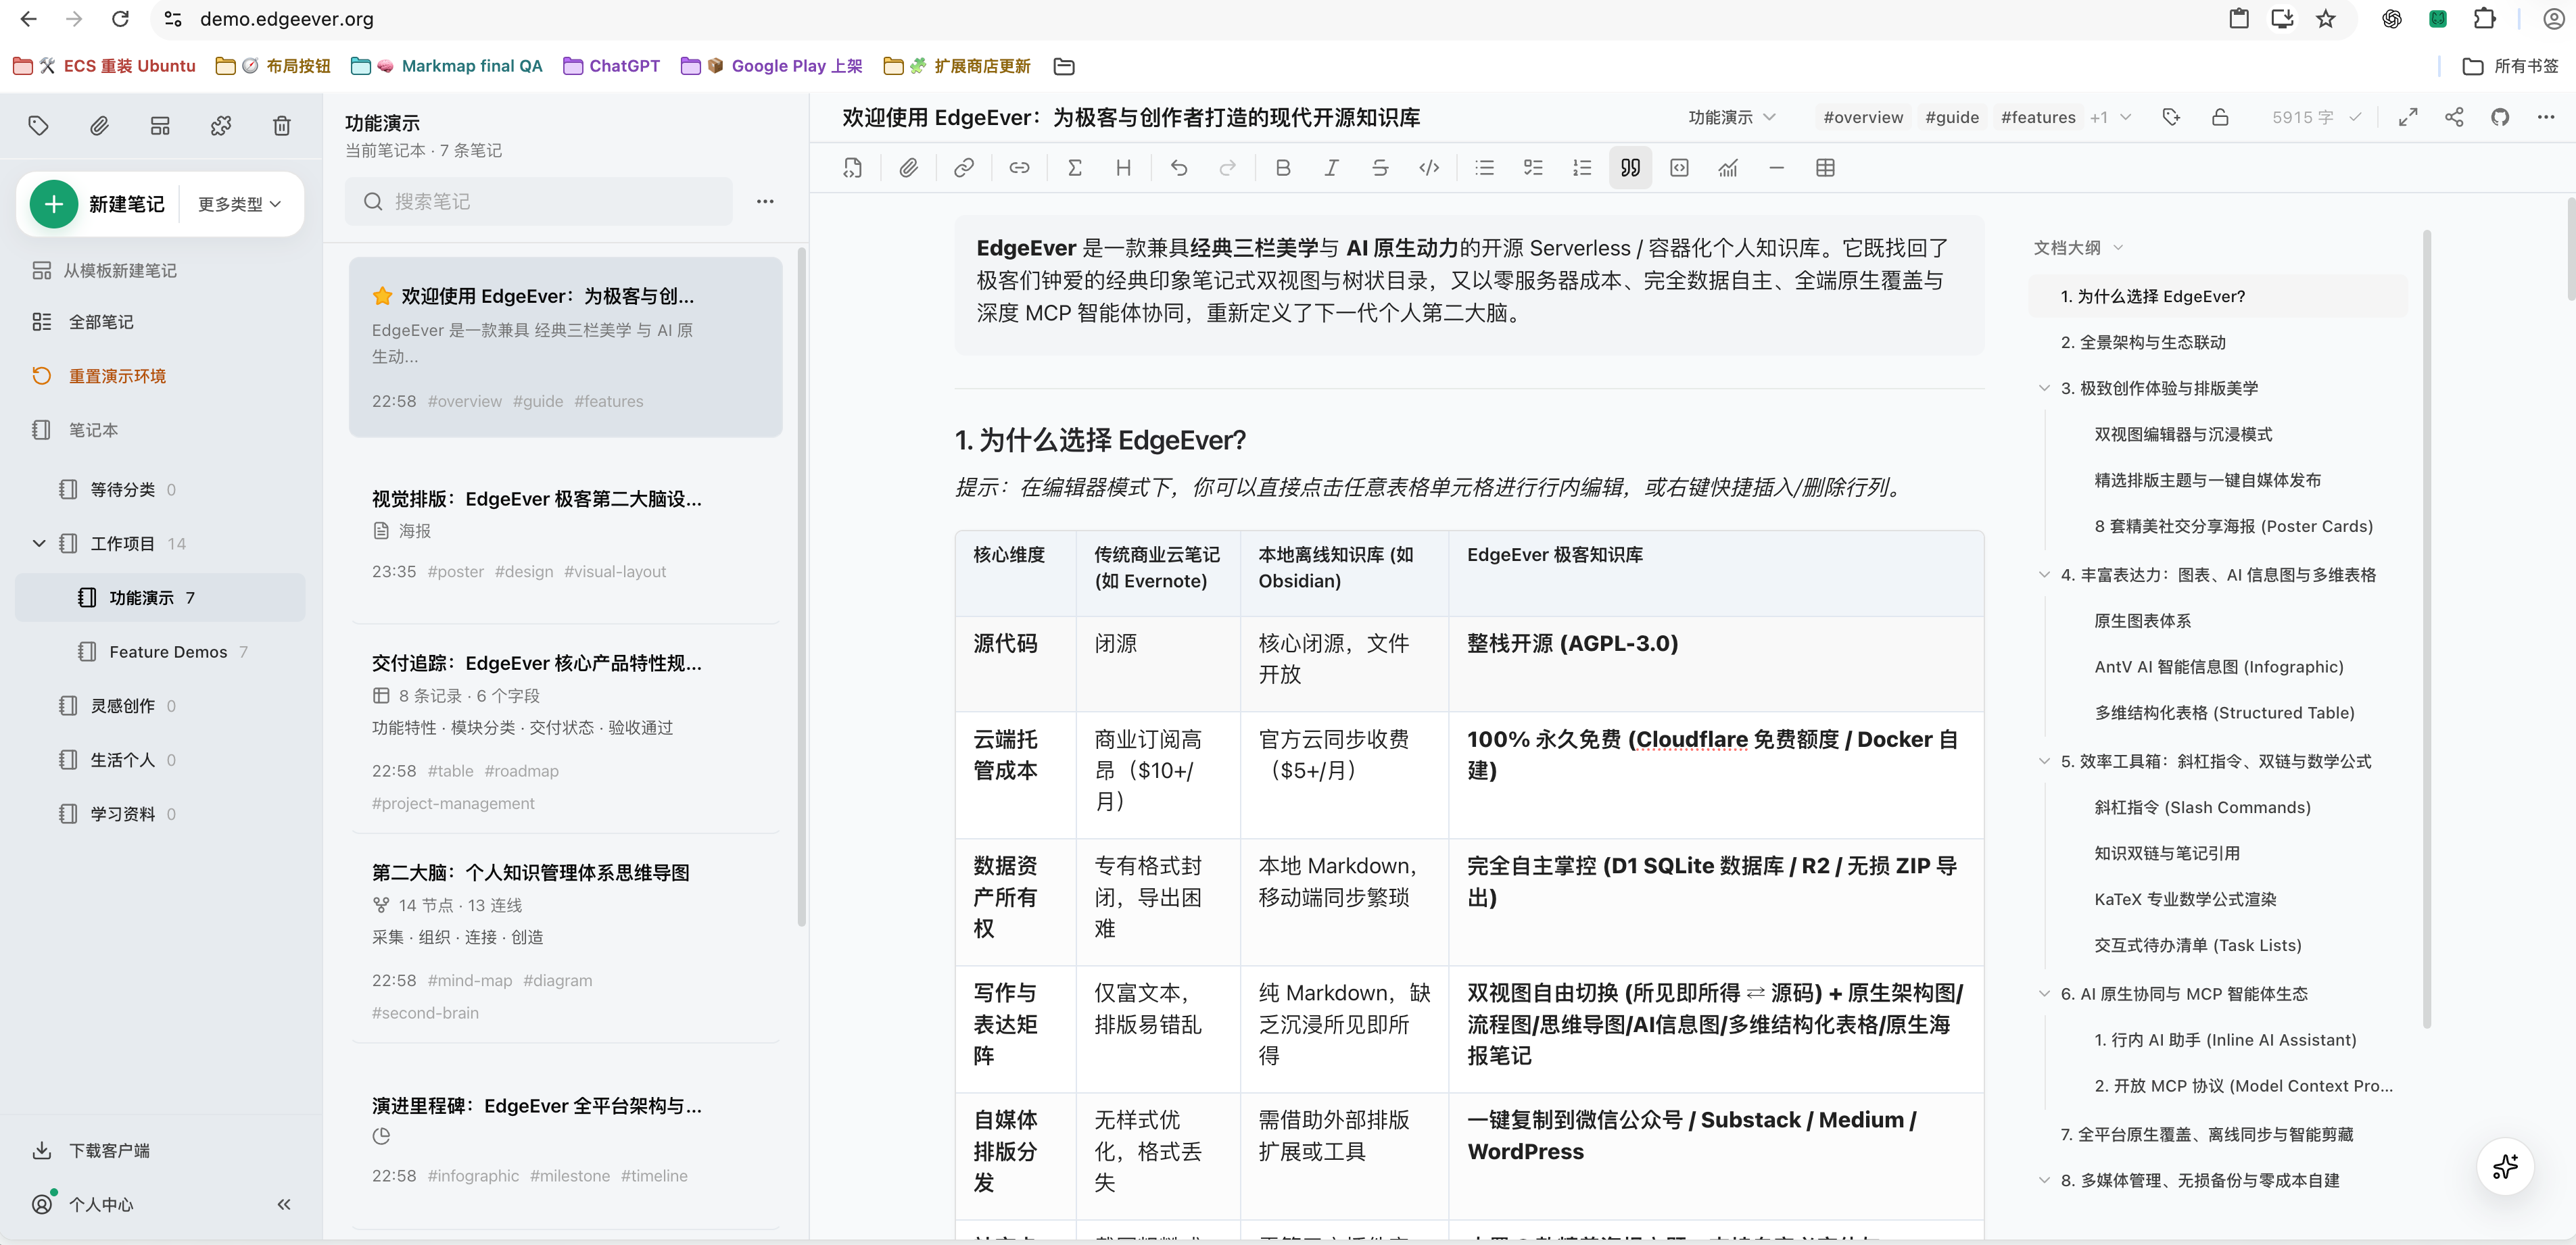 demo.edgeever.org
ECS 重装 Ubuntu
布局按钮
Markmap final QA
ChatGPT
Google Play 上架
扩展商店更新
所有书签
新建笔记
更多类型
从模板新建笔记
全部笔记
重置演示环境
笔记本
等待分类 0
工作项目 14
功能演示 7
Feature Demos 7
灵感创作 0
生活个人 0
学习资料 0
下载客户端
个人中心
功能演示
当前笔记本 · 7 条笔记
搜索笔记
欢迎使用 EdgeEver：为极客与创...
EdgeEver 是一款兼具 经典三栏美学 与 AI 原
生动...
22:58 #overview #guide #features
视觉排版：EdgeEver 极客第二大脑设...
海报
23:35 #poster #design #visual-layout
交付追踪：EdgeEver 核心产品特性规...
8 条记录 · 6 个字段
功能特性 · 模块分类 · 交付状态 · 验收通过
22:58 #table #roadmap
#project-management
第二大脑：个人知识管理体系思维导图
14 节点 · 13 连线
采集 · 组织 · 连接 · 创造
22:58 #mind-map #diagram
#second-brain
演进里程碑：EdgeEver 全平台架构与...
22:58 #infographic #milestone #timeline
欢迎使用 EdgeEver：为极客与创作者打造的现代开源知识库
功能演示
#overview #guide #features +1
5915 字
EdgeEver 是一款兼具经典三栏美学与 AI 原生动力的开源 Serverless / 容器化个人知识库。它既找回了
极客们钟爱的经典印象笔记式双视图与树状目录，又以零服务器成本、完全数据自主、全端原生覆盖与
深度 MCP 智能体协同，重新定义了下一代个人第二大脑。
1. 为什么选择 EdgeEver?
提示：在编辑器模式下，你可以直接点击任意表格单元格进行行内编辑，或右键快捷插入/删除行列。
核心维度
传统商业云笔记
(如 Evernote)
本地离线知识库 (如
Obsidian)
EdgeEver 极客知识库
源代码
闭源
核心闭源，文件
开放
整栈开源 (AGPL-3.0)
云端托
管成本
商业订阅高
昂（$10+/
月）
官方云同步收费
（$5+/月）
100% 永久免费 (Cloudflare 免费额度 / Docker 自
建)
数据资
产所有
权
专有格式封
闭，导出困
难
本地 Markdown，
移动端同步繁琐
完全自主掌控 (D1 SQLite 数据库 / R2 / 无损 ZIP 导
出)
写作与
表达矩
阵
仅富文本，
排版易错乱
纯 Markdown，缺
乏沉浸所见即所
得
双视图自由切换 (所见即所得 ⇌ 源码) + 原生架构图/
流程图/思维导图/AI信息图/多维结构化表格/原生海
报笔记
自媒体
排版分
发
无样式优
化，格式丢
失
需借助外部排版
扩展或工具
一键复制到微信公众号 / Substack / Medium /
WordPress
文档大纲
1. 为什么选择 EdgeEver?
2. 全景架构与生态联动
3. 极致创作体验与排版美学
双视图编辑器与沉浸模式
精选排版主题与一键自媒体发布
8 套精美社交分享海报 (Poster Cards)
4. 丰富表达力：图表、AI 信息图与多维表格
原生图表体系
AntV AI 智能信息图 (Infographic)
多维结构化表格 (Structured Table)
5. 效率工具箱：斜杠指令、双链与数学公式
斜杠指令 (Slash Commands)
知识双链与笔记引用
KaTeX 专业数学公式渲染
交互式待办清单 (Task Lists)
6. AI 原生协同与 MCP 智能体生态
1. 行内 AI 助手 (Inline AI Assistant)
2. 开放 MCP 协议 (Model Context Pro...
7. 全平台原生覆盖、离线同步与智能剪藏
8. 多媒体管理、无损备份与零成本自建